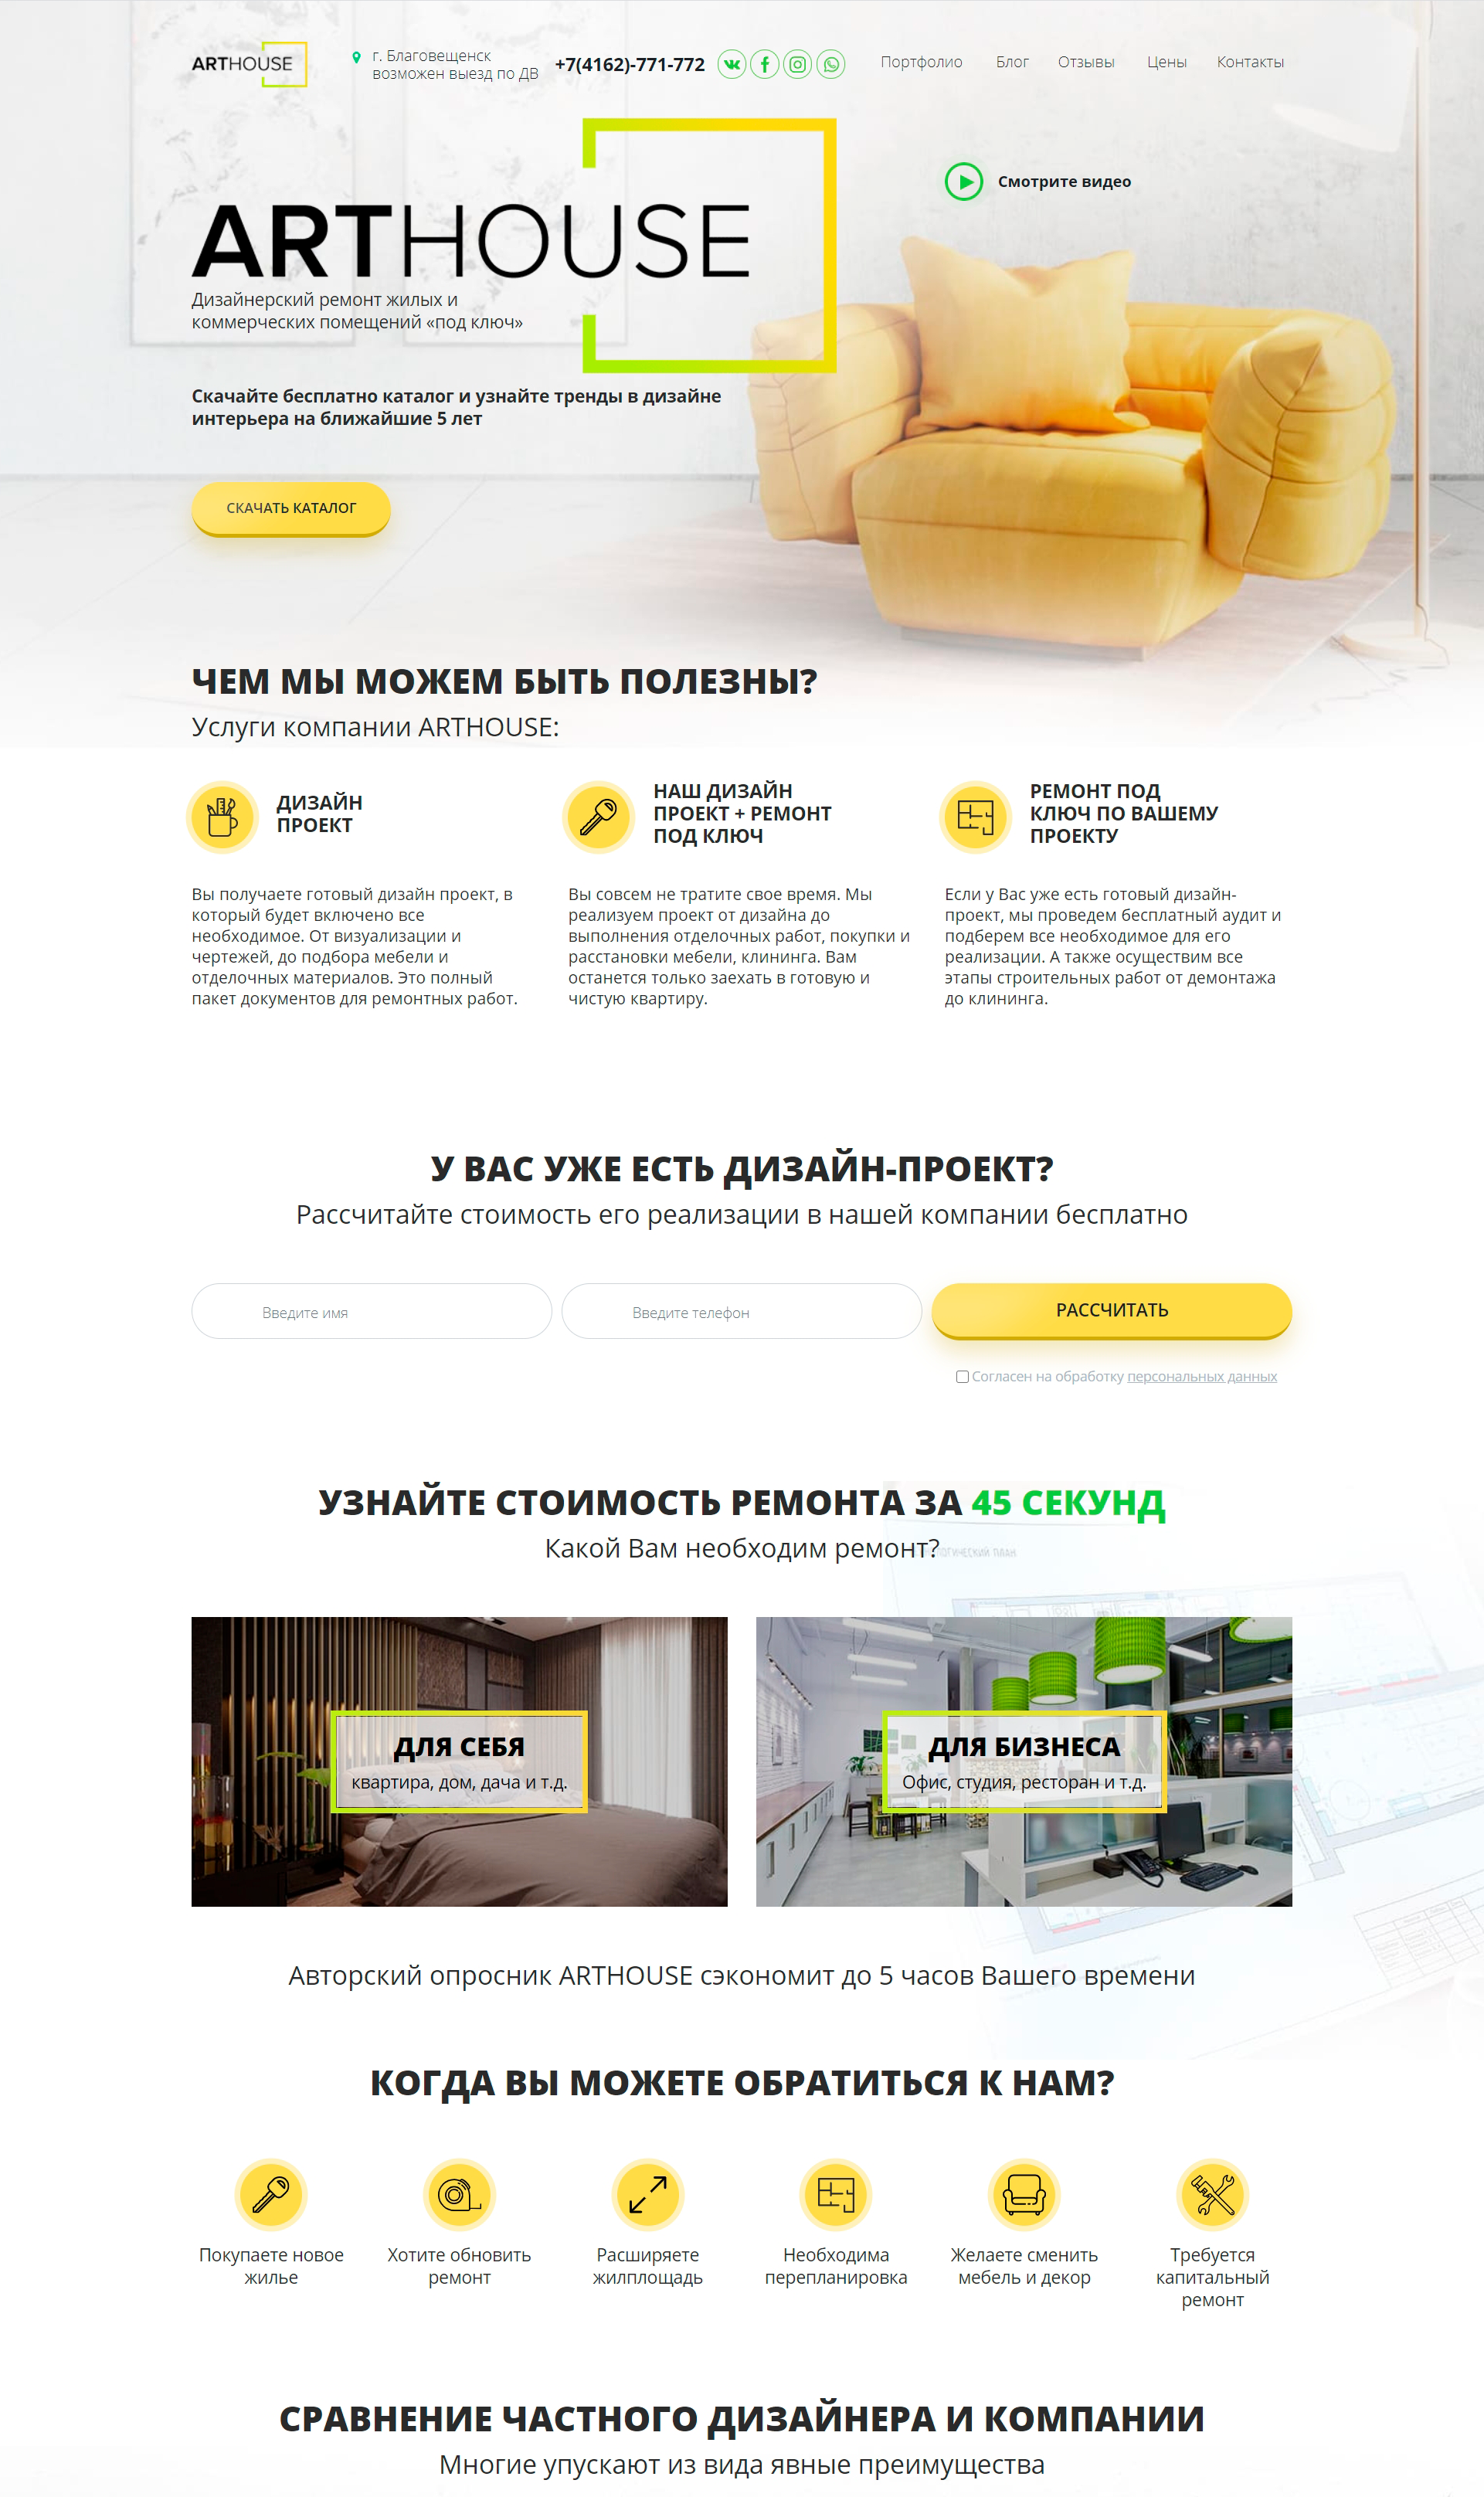 ARTHOUSE
г. Благовещенск
возможен выезд по ДВ
+7(4162)-771-772
Портфолио Блог Отзывы Цены Контакты
Смотрите видео
ARTHOUSE
Дизайнерский ремонт жилых и
коммерческих помещений «под ключ»
Скачайте бесплатно каталог и узнайте тренды в дизайне
интерьера на ближайшие 5 лет
СКАЧАТЬ КАТАЛОГ
ЧЕМ МЫ МОЖЕМ БЫТЬ ПОЛЕЗНЫ?
Услуги компании ARTHOUSE:
ДИЗАЙН
ПРОЕКТ
Вы получаете готовый дизайн проект, в
который будет включено все
необходимое. От визуализации и
чертежей, до подбора мебели и
отделочных материалов. Это полный
пакет документов для ремонтных работ.
НАШ ДИЗАЙН
ПРОЕКТ + РЕМОНТ
ПОД КЛЮЧ
Вы совсем не тратите свое время. Мы
реализуем проект от дизайна до
выполнения отделочных работ, покупки и
расстановки мебели, клининга. Вам
останется только заехать в готовую и
чистую квартиру.
РЕМОНТ ПОД
КЛЮЧ ПО ВАШЕМУ
ПРОЕКТУ
Если у Вас уже есть готовый дизайн-
проект, мы проведем бесплатный аудит и
подберем все необходимое для его
реализации. А также осуществим все
этапы строительных работ от демонтажа
до клининга.
У ВАС УЖЕ ЕСТЬ ДИЗАЙН-ПРОЕКТ?
Рассчитайте стоимость его реализации в нашей компании бесплатно
Введите имя
Введите телефон
РАССЧИТАТЬ
Согласен на обработку персональных данных
УЗНАЙТЕ СТОИМОСТЬ РЕМОНТА ЗА 45 СЕКУНД
Какой Вам необходим ремонт?
ДЛЯ СЕБЯ
квартира, дом, дача и т.д.
ДЛЯ БИЗНЕСА
Офис, студия, ресторан и т.д.
Авторский опросник ARTHOUSE сэкономит до 5 часов Вашего времени
КОГДА ВЫ МОЖЕТЕ ОБРАТИТЬСЯ К НАМ?
Покупаете новое
жилье
Хотите обновить
ремонт
Расширяете
жилплощадь
Необходима
перепланировка
Желаете сменить
мебель и декор
Требуется
капитальный
ремонт
СРАВНЕНИЕ ЧАСТНОГО ДИЗАЙНЕРА И КОМПАНИИ
Многие упускают из вида явные преимущества